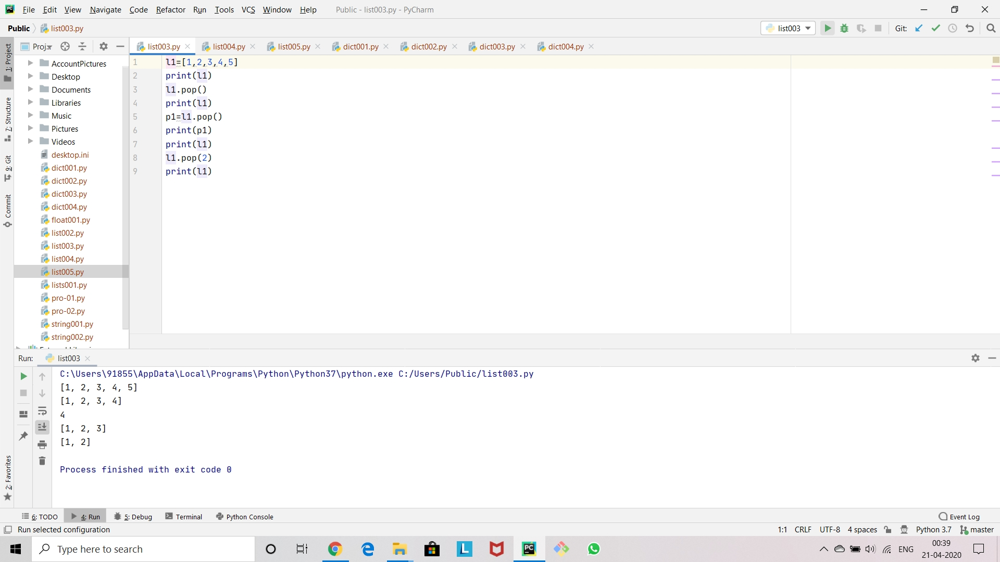 File Edit View Navigate Code Refactor Run Tools VCS Window Help Public - list003.py - PyCharm
Public list003.py list003 Git:
Proj... list003.py list004.py list005.py dict001.py dict002.py dict003.py dict004.py
1: Project
7: Structure
9: Git
Commit
2: Favorites
AccountPictures
Desktop
Documents
Libraries
Music
Pictures
Videos
desktop.ini
dict001.py
dict002.py
dict003.py
dict004.py
float001.py
list002.py
list003.py
list004.py
list005.py
lists001.py
pro-01.py
pro-02.py
string001.py
string002.py
1 l1=[1,2,3,4,5]
2 print(l1)
3 l1.pop()
4 print(l1)
5 p1=l1.pop()
6 print(p1)
7 print(l1)
8 l1.pop(2)
9 print(l1)
Run: list003
C:\Users\91855\AppData\Local\Programs\Python\Python37\python.exe C:/Users/Public/list003.py
[1, 2, 3, 4, 5]
[1, 2, 3, 4]
4
[1, 2, 3]
[1, 2]
Process finished with exit code 0
6: TODO 4: Run 5: Debug Terminal Python Console Event Log
Run selected configuration 1:1 CRLF UTF-8 4 spaces Python 3.7 master
Type here to search ENG 00:39
21-04-2020